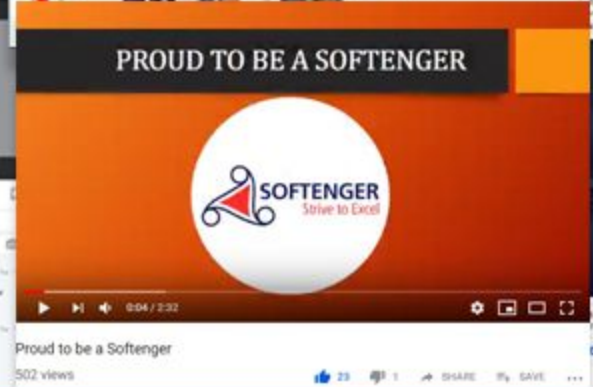 PROUD TO BE A SOFTENGER
SOFTENGER
Strive to Excel
0:04 / 2:32
Proud to be a Softenger
502 views
23
1
SHARE
SAVE